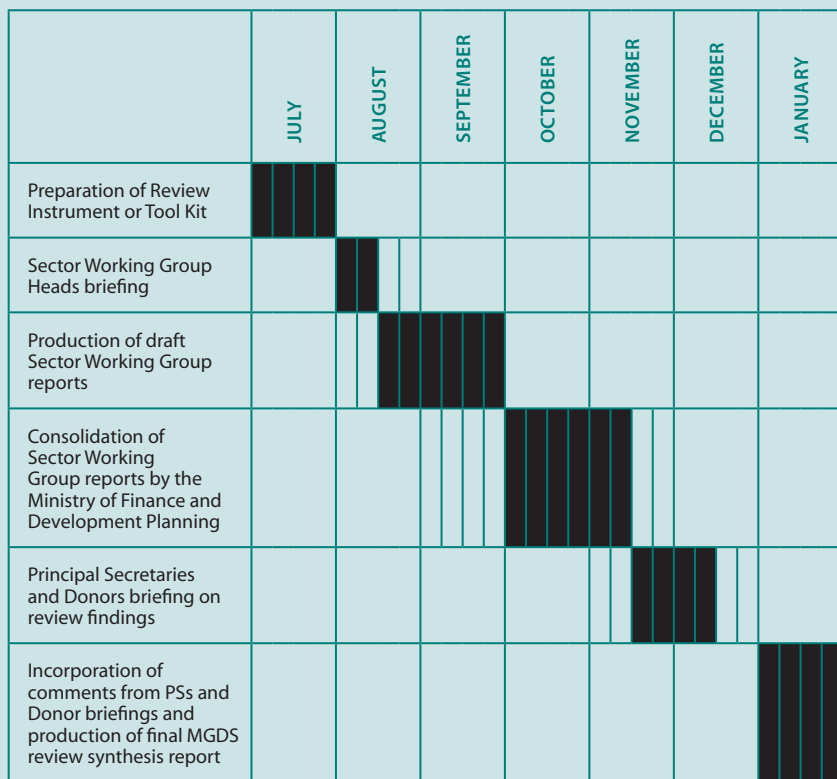 JULY
AUGUST
SEPTEMBER
OCTOBER
NOVEMBER
DECEMBER
JANUARY
Preparation of Review
Instrument or Tool Kit
Sector Working Group
Heads briefing
Production of draft
Sector Working Group
reports
Consolidation of
Sector Working
Group reports by the
Ministry of Finance and
Development Planning
Principal Secretaries
and Donors briefing on
review findings
Incorporation of
comments from PSs and
Donor briefings and
production of final MGDS
review synthesis report